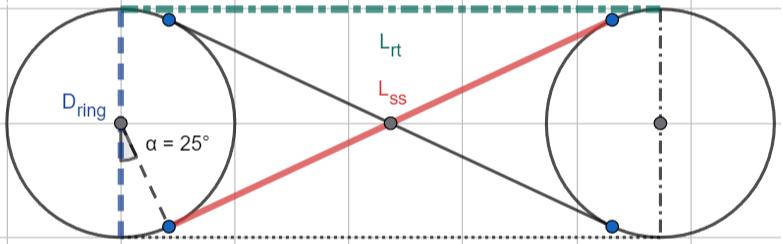 L_rt
L_ss
D_ring
α = 25°